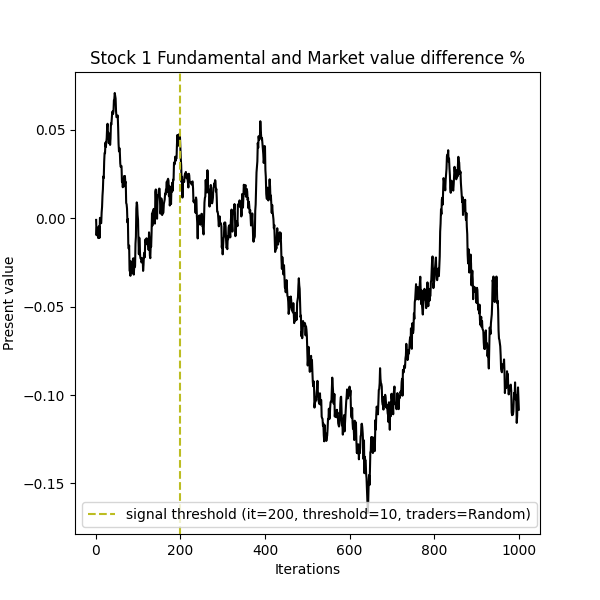 Stock 1 Fundamental and Market value difference %
Present value
0.05
0.00
−0.05
−0.10
−0.15
signal threshold (it=200, threshold=10, traders=Random)
0
200
400
600
800
1000
Iterations